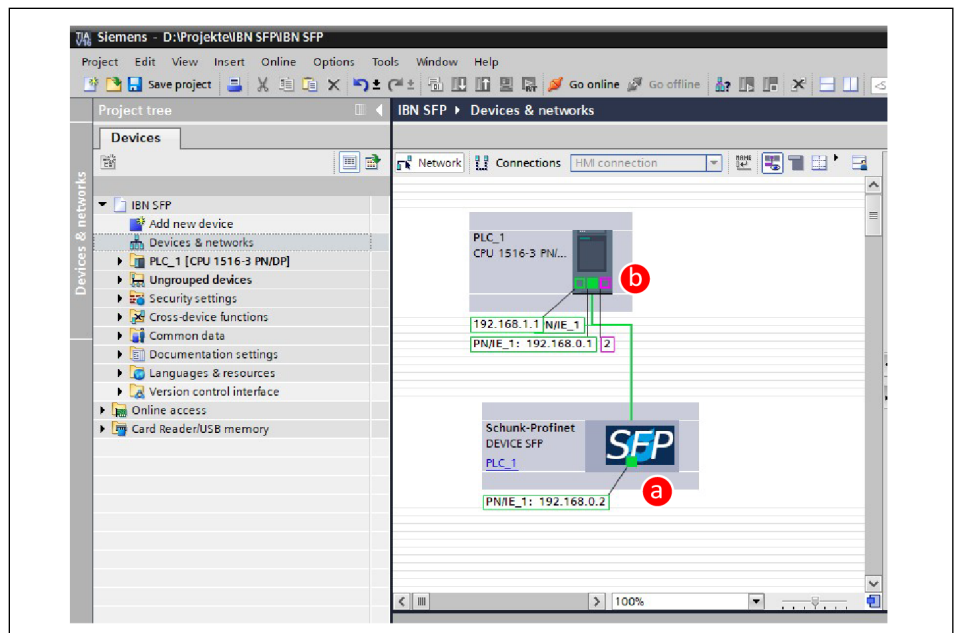 TIA
V16
Siemens - D:\Projekte\IBN SFP\IBN SFP
Project Edit View Insert Online Options Tools Window Help
Save project
Go online
Go offline
Project tree
IBN SFP
Devices & networks
Devices
Devices & networks
Network
Connections
HMI connection
IBN SFP
Add new device
Devices & networks
PLC_1 [CPU 1516-3 PN/DP]
Ungrouped devices
Security settings
Cross-device functions
Common data
Documentation settings
Languages & resources
Version control interface
Online access
Card Reader/USB memory
PLC_1
CPU 1516-3 PN/...
b
192.168.1.1
N/IE_1
PN/IE_1: 192.168.0.1
2
Schunk-Profinet
DEVICE SFP
PLC_1
SFP
a
PN/IE_1: 192.168.0.2
100%